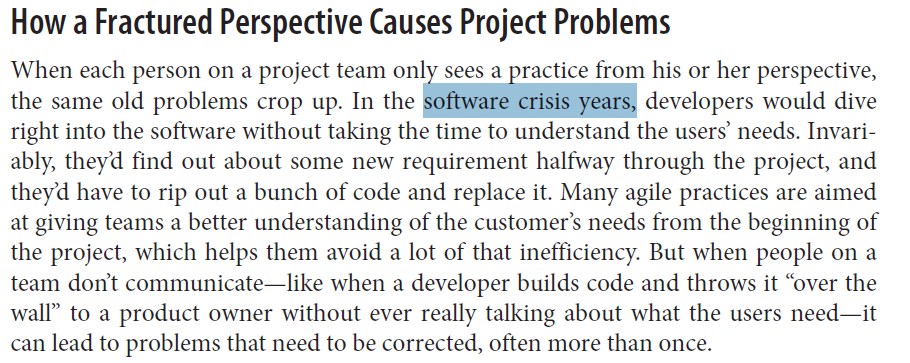 How a Fractured Perspective Causes Project Problems
When each person on a project team only sees a practice from his or her perspective,
the same old problems crop up. In the software crisis years, developers would dive
right into the software without taking the time to understand the users’ needs. Invari-
ably, they’d find out about some new requirement halfway through the project, and
they’d have to rip out a bunch of code and replace it. Many agile practices are aimed
at giving teams a better understanding of the customer’s needs from the beginning of
the project, which helps them avoid a lot of that inefficiency. But when people on a
team don’t communicate—like when a developer builds code and throws it “over the
wall” to a product owner without ever really talking about what the users need—it
can lead to problems that need to be corrected, often more than once.